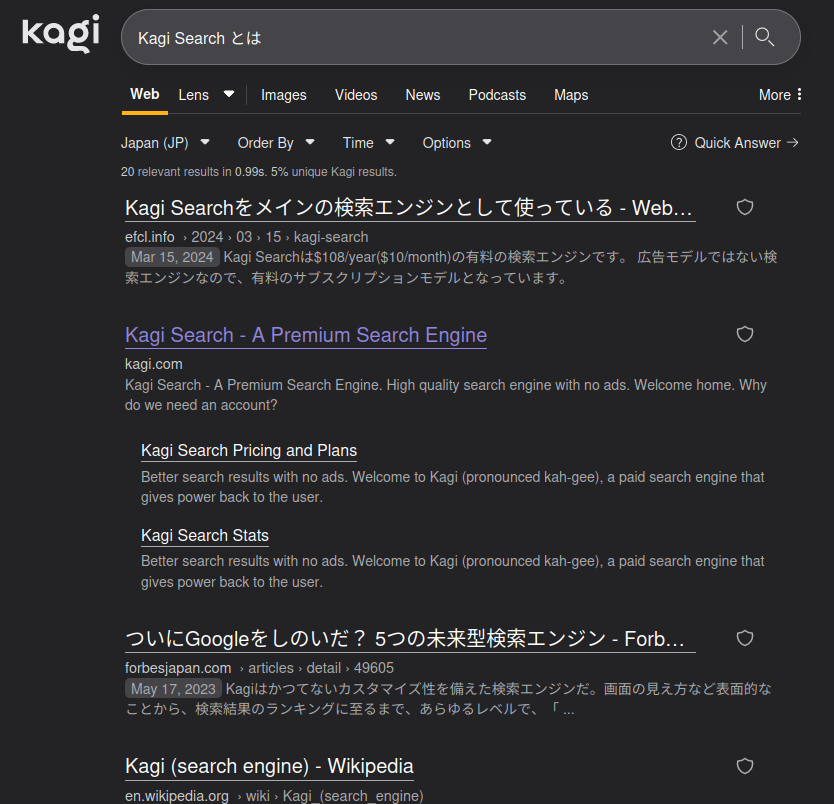 kagi
Kagi Search とは
Web Lens Images Videos News Podcasts Maps More
Japan (JP) Order By Time Options ? Quick Answer →
20 relevant results in 0.99s. 5% unique Kagi results.
Kagi Searchをメインの検索エンジンとして使っている - Web…
efcl.info › 2024 › 03 › 15 › kagi-search
Mar 15, 2024 Kagi Searchは$108/year($10/month)の有料の検索エンジンです。 広告モデルではない検
索エンジンなので、有料のサブスクリプションモデルとなっています。
Kagi Search - A Premium Search Engine
kagi.com
Kagi Search - A Premium Search Engine. High quality search engine with no ads. Welcome home. Why
do we need an account?
Kagi Search Pricing and Plans
Better search results with no ads. Welcome to Kagi (pronounced kah-gee), a paid search engine that
gives power back to the user.
Kagi Search Stats
Better search results with no ads. Welcome to Kagi (pronounced kah-gee), a paid search engine that
gives power back to the user.
ついにGoogleをしのいだ？ 5つの未来型検索エンジン - Forb…
forbesjapan.com › articles › detail › 49605
May 17, 2023 Kagiはかつてないカスタマイズ性を備えた検索エンジンだ。画面の見え方など表面的な
ことから、検索結果のランキングに至るまで、あらゆるレベルで、「 ...
Kagi (search engine) - Wikipedia
en.wikipedia.org › wiki › Kagi_(search_engine)